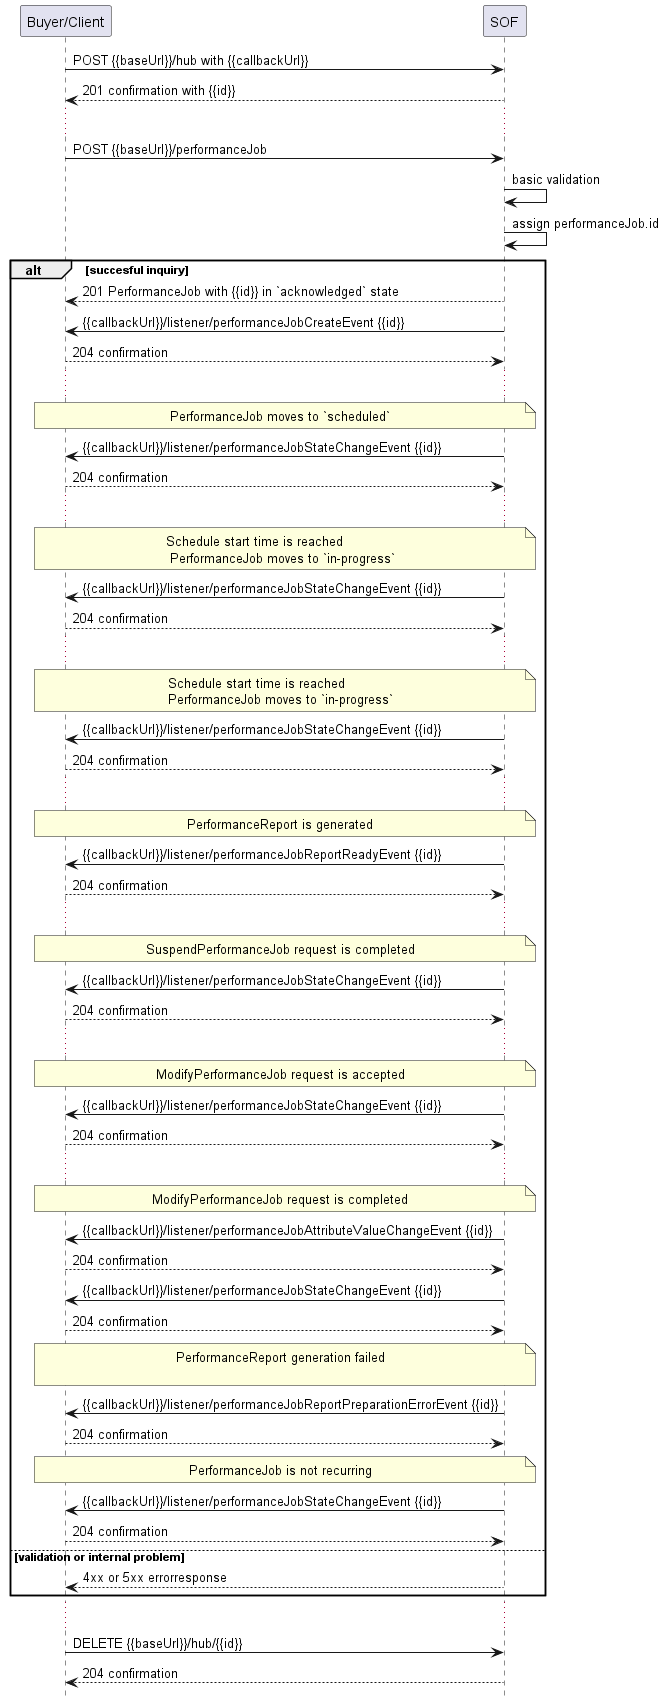 Buyer/Client
SOF
POST {{baseUrl}}/hub with {{callbackUrl}}
201 confirmation with {{id}}
POST {{baseUrl}}/performanceJob
basic validation
assign performanceJob.id
alt
[succesful inquiry]
201 PerformanceJob with {{id}} in `acknowledged` state
{{callbackUrl}}/listener/performanceJobCreateEvent {{id}}
204 confirmation
PerformanceJob moves to `scheduled`
{{callbackUrl}}/listener/performanceJobStateChangeEvent {{id}}
204 confirmation
Schedule start time is reached
PerformanceJob moves to `in-progress`
{{callbackUrl}}/listener/performanceJobStateChangeEvent {{id}}
204 confirmation
Schedule start time is reached
PerformanceJob moves to `in-progress`
{{callbackUrl}}/listener/performanceJobStateChangeEvent {{id}}
204 confirmation
PerformanceReport is generated
{{callbackUrl}}/listener/performanceJobReportReadyEvent {{id}}
204 confirmation
SuspendPerformanceJob request is completed
{{callbackUrl}}/listener/performanceJobStateChangeEvent {{id}}
204 confirmation
ModifyPerformanceJob request is accepted
{{callbackUrl}}/listener/performanceJobStateChangeEvent {{id}}
204 confirmation
ModifyPerformanceJob request is completed
{{callbackUrl}}/listener/performanceJobAttributeValueChangeEvent {{id}}
204 confirmation
{{callbackUrl}}/listener/performanceJobStateChangeEvent {{id}}
204 confirmation
PerformanceReport generation failed
{{callbackUrl}}/listener/performanceJobReportPreparationErrorEvent {{id}}
204 confirmation
PerformanceJob is not recurring
{{callbackUrl}}/listener/performanceJobStateChangeEvent {{id}}
204 confirmation
[validation or internal problem]
4xx or 5xx errorresponse
DELETE {{baseUrl}}/hub/{{id}}
204 confirmation